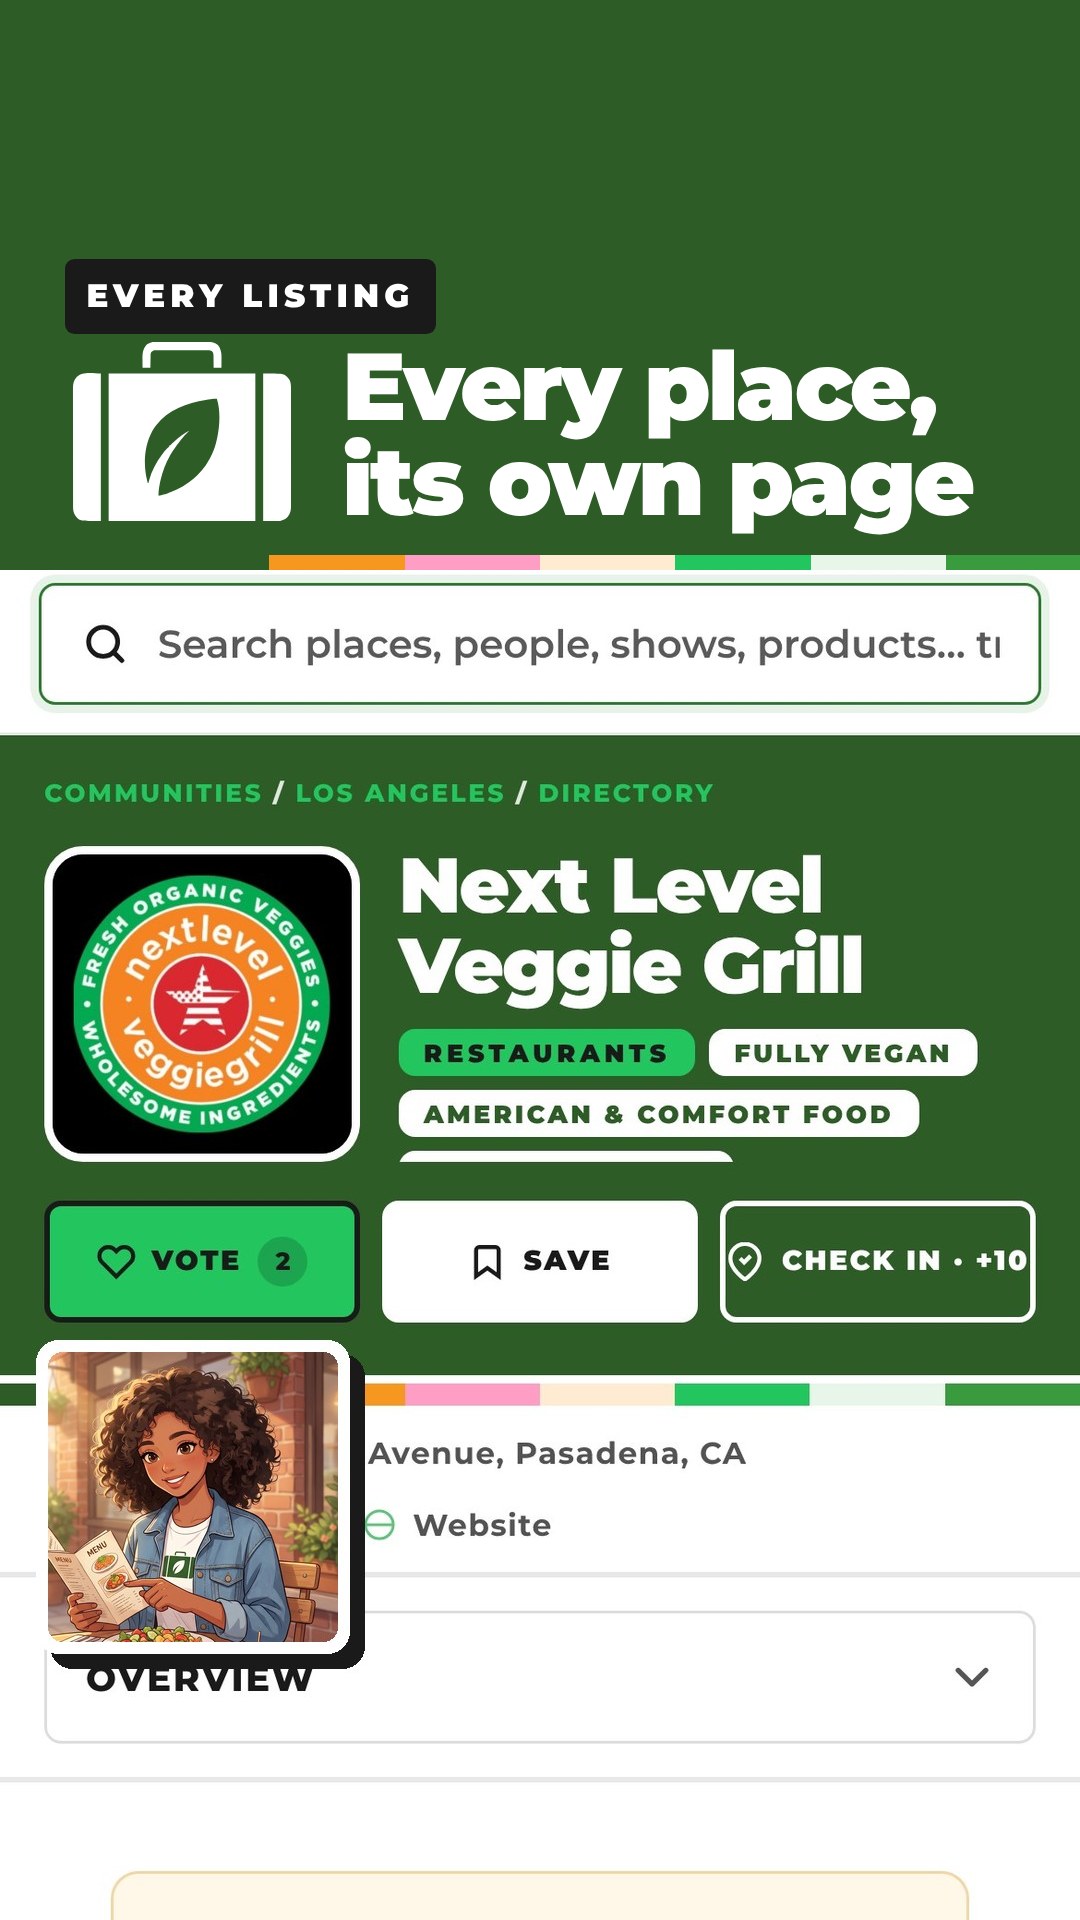 EVERY LISTING
Every place,
its own page
Search places, people, shows, products...
COMMUNITIES / LOS ANGELES / DIRECTORY
FRESH ORGANIC VEGGIES
nextlevel
veggiegrill
WHOLESOME INGREDIENTS
Next Level
Veggie Grill
RESTAURANTS
FULLY VEGAN
AMERICAN & COMFORT FOOD
VOTE 2
SAVE
CHECK IN · +10
Avenue, Pasadena, CA
Website
MENU
MENU
OVERVIEW